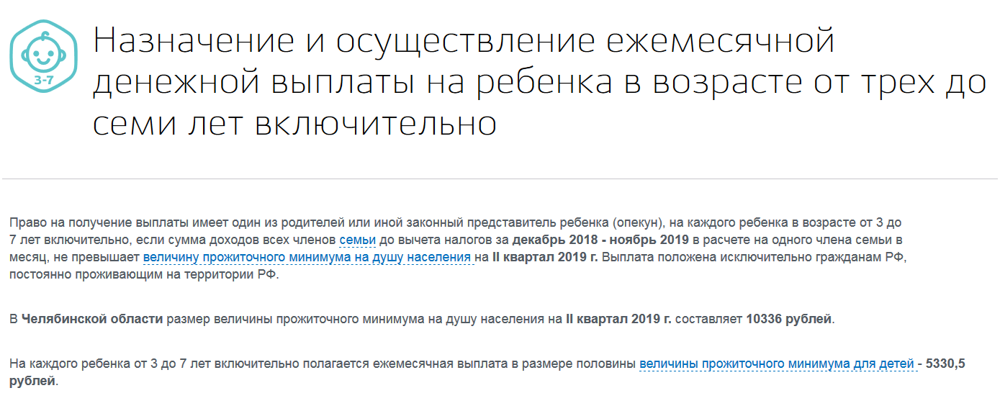 3-7
Назначение и осуществление ежемесячной
денежной выплаты на ребенка в возрасте от трех до
семи лет включительно
Право на получение выплаты имеет один из родителей или иной законный представитель ребенка (опекун), на каждого ребенка в возрасте от 3 до
7 лет включительно, если сумма доходов всех членов семьи до вычета налогов за декабрь 2018 - ноябрь 2019 в расчете на одного члена семьи в
месяц, не превышает величину прожиточного минимума на душу населения на II квартал 2019 г. Выплата положена исключительно гражданам РФ,
постоянно проживающим на территории РФ.
В Челябинской области размер величины прожиточного минимума на душу населения на II квартал 2019 г. составляет 10336 рублей.
На каждого ребенка от 3 до 7 лет включительно полагается ежемесячная выплата в размере половины величины прожиточного минимума для детей - 5330,5
рублей.